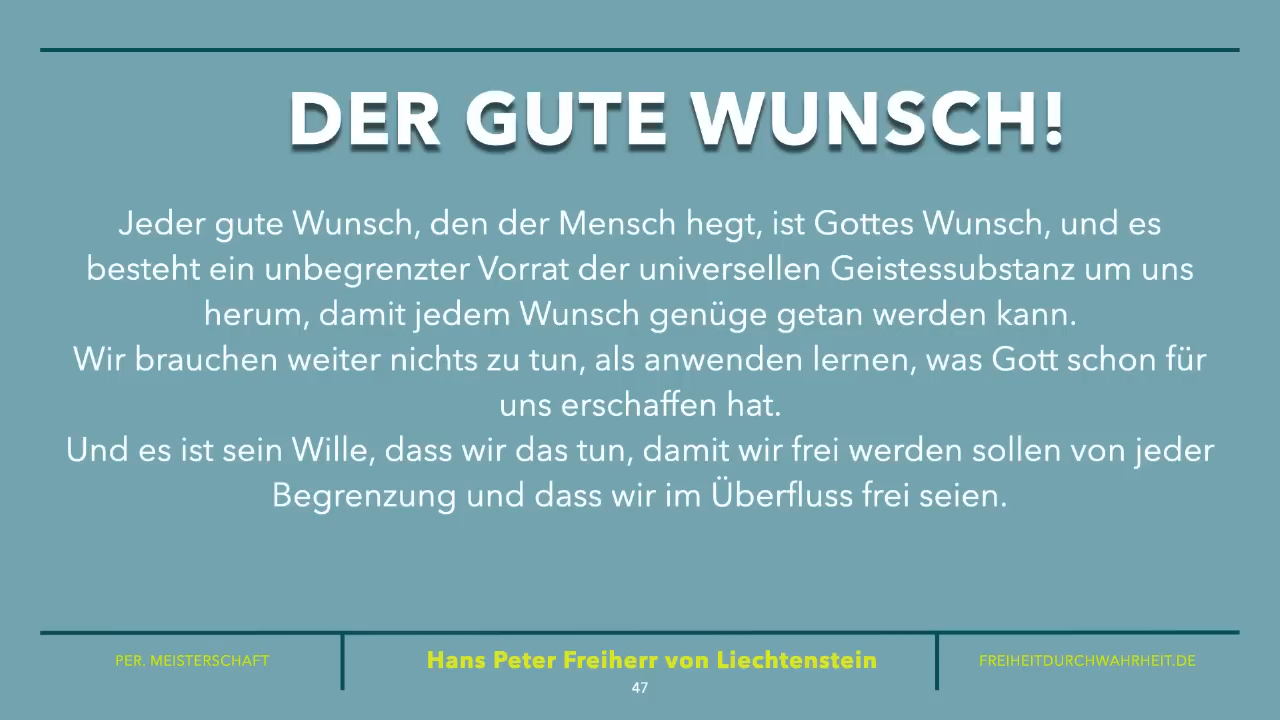 DER GUTE WUNSCH!
Jeder gute Wunsch, den der Mensch hegt, ist Gottes Wunsch, und es
besteht ein unbegrenzter Vorrat der universellen Geistessubstanz um uns
herum, damit jedem Wunsch genüge getan werden kann.
Wir brauchen weiter nichts zu tun, als anwenden lernen, was Gott schon für
uns erschaffen hat.
Und es ist sein Wille, dass wir das tun, damit wir frei werden sollen von jeder
Begrenzung und dass wir im Überfluss frei seien.
PER. MEISTERSCHAFT
Hans Peter Freiherr von Liechtenstein
FREIHEITDURCHWAHRHEIT.DE
47